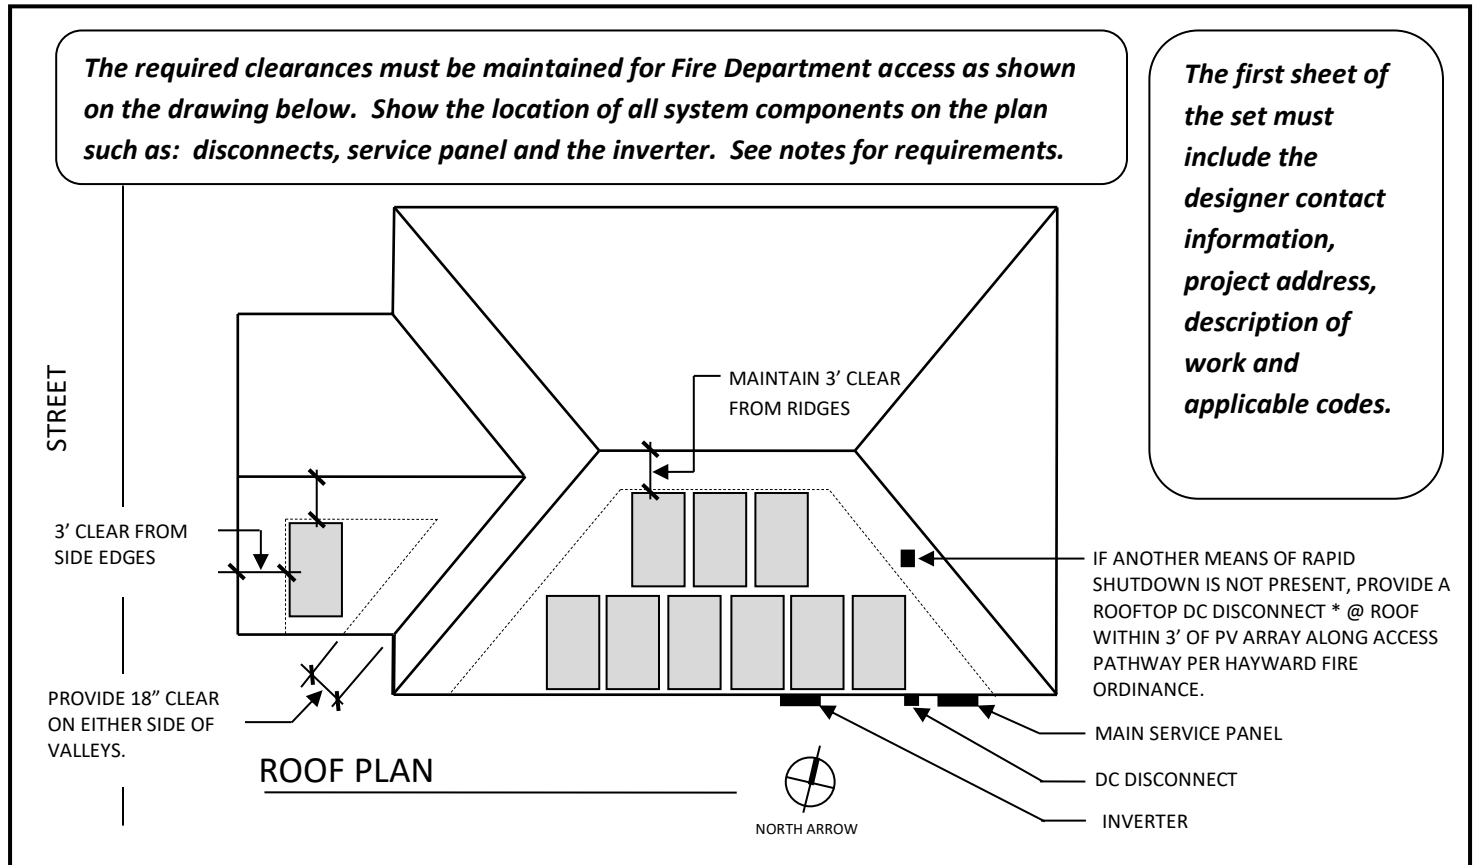 The required clearances must be maintained for Fire Department access as shown
on the drawing below.  Show the location of all system components on the plan
such as:  disconnects, service panel and the inverter.  See notes for requirements.
The first sheet of
the set must
include the
designer contact
information,
project address,
description of
work and
applicable codes.
STREET
MAINTAIN 3’ CLEAR
FROM RIDGES
3’ CLEAR FROM
SIDE EDGES
IF ANOTHER MEANS OF RAPID
SHUTDOWN IS NOT PRESENT, PROVIDE A
ROOFTOP DC DISCONNECT * @ ROOF
WITHIN 3’ OF PV ARRAY ALONG ACCESS
PATHWAY PER HAYWARD FIRE
ORDINANCE.
PROVIDE 18” CLEAR
ON EITHER SIDE OF
VALLEYS.
MAIN SERVICE PANEL
DC DISCONNECT
INVERTER
ROOF PLAN
NORTH ARROW